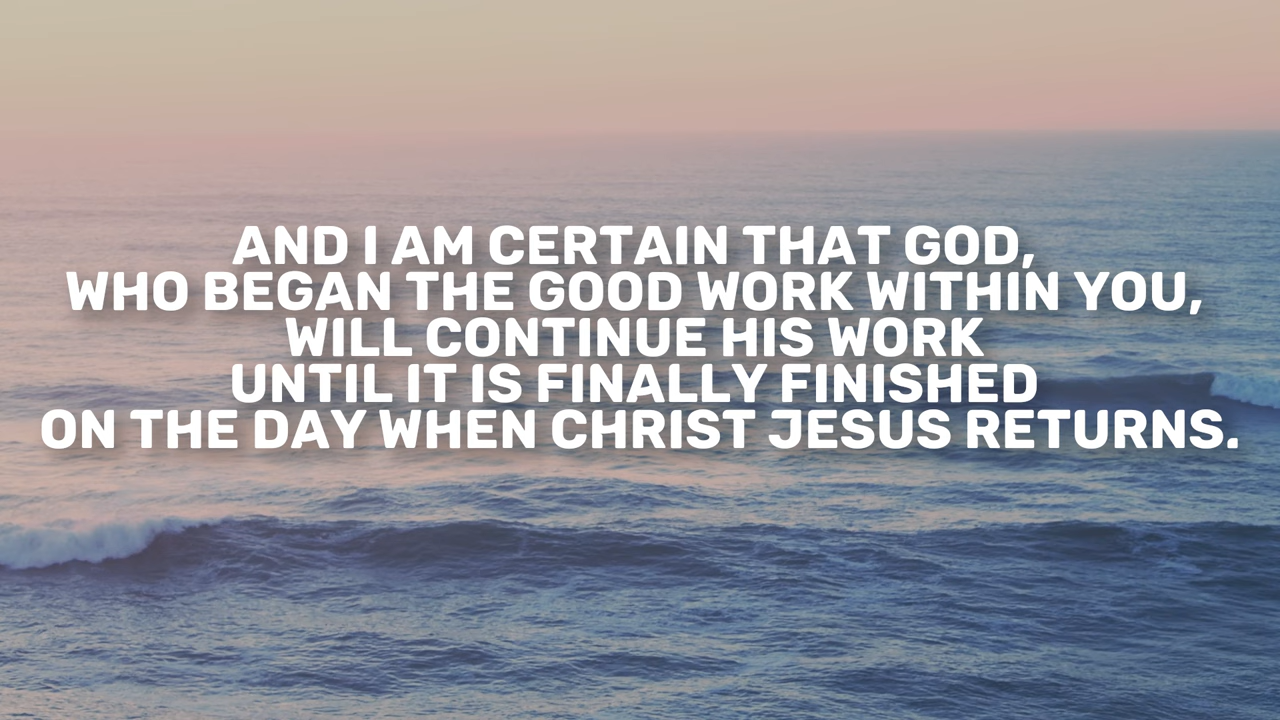 AND I AM CERTAIN THAT GOD,
WHO BEGAN THE GOOD WORK WITHIN YOU,
WILL CONTINUE HIS WORK
UNTIL IT IS FINALLY FINISHED
ON THE DAY WHEN CHRIST JESUS RETURNS.